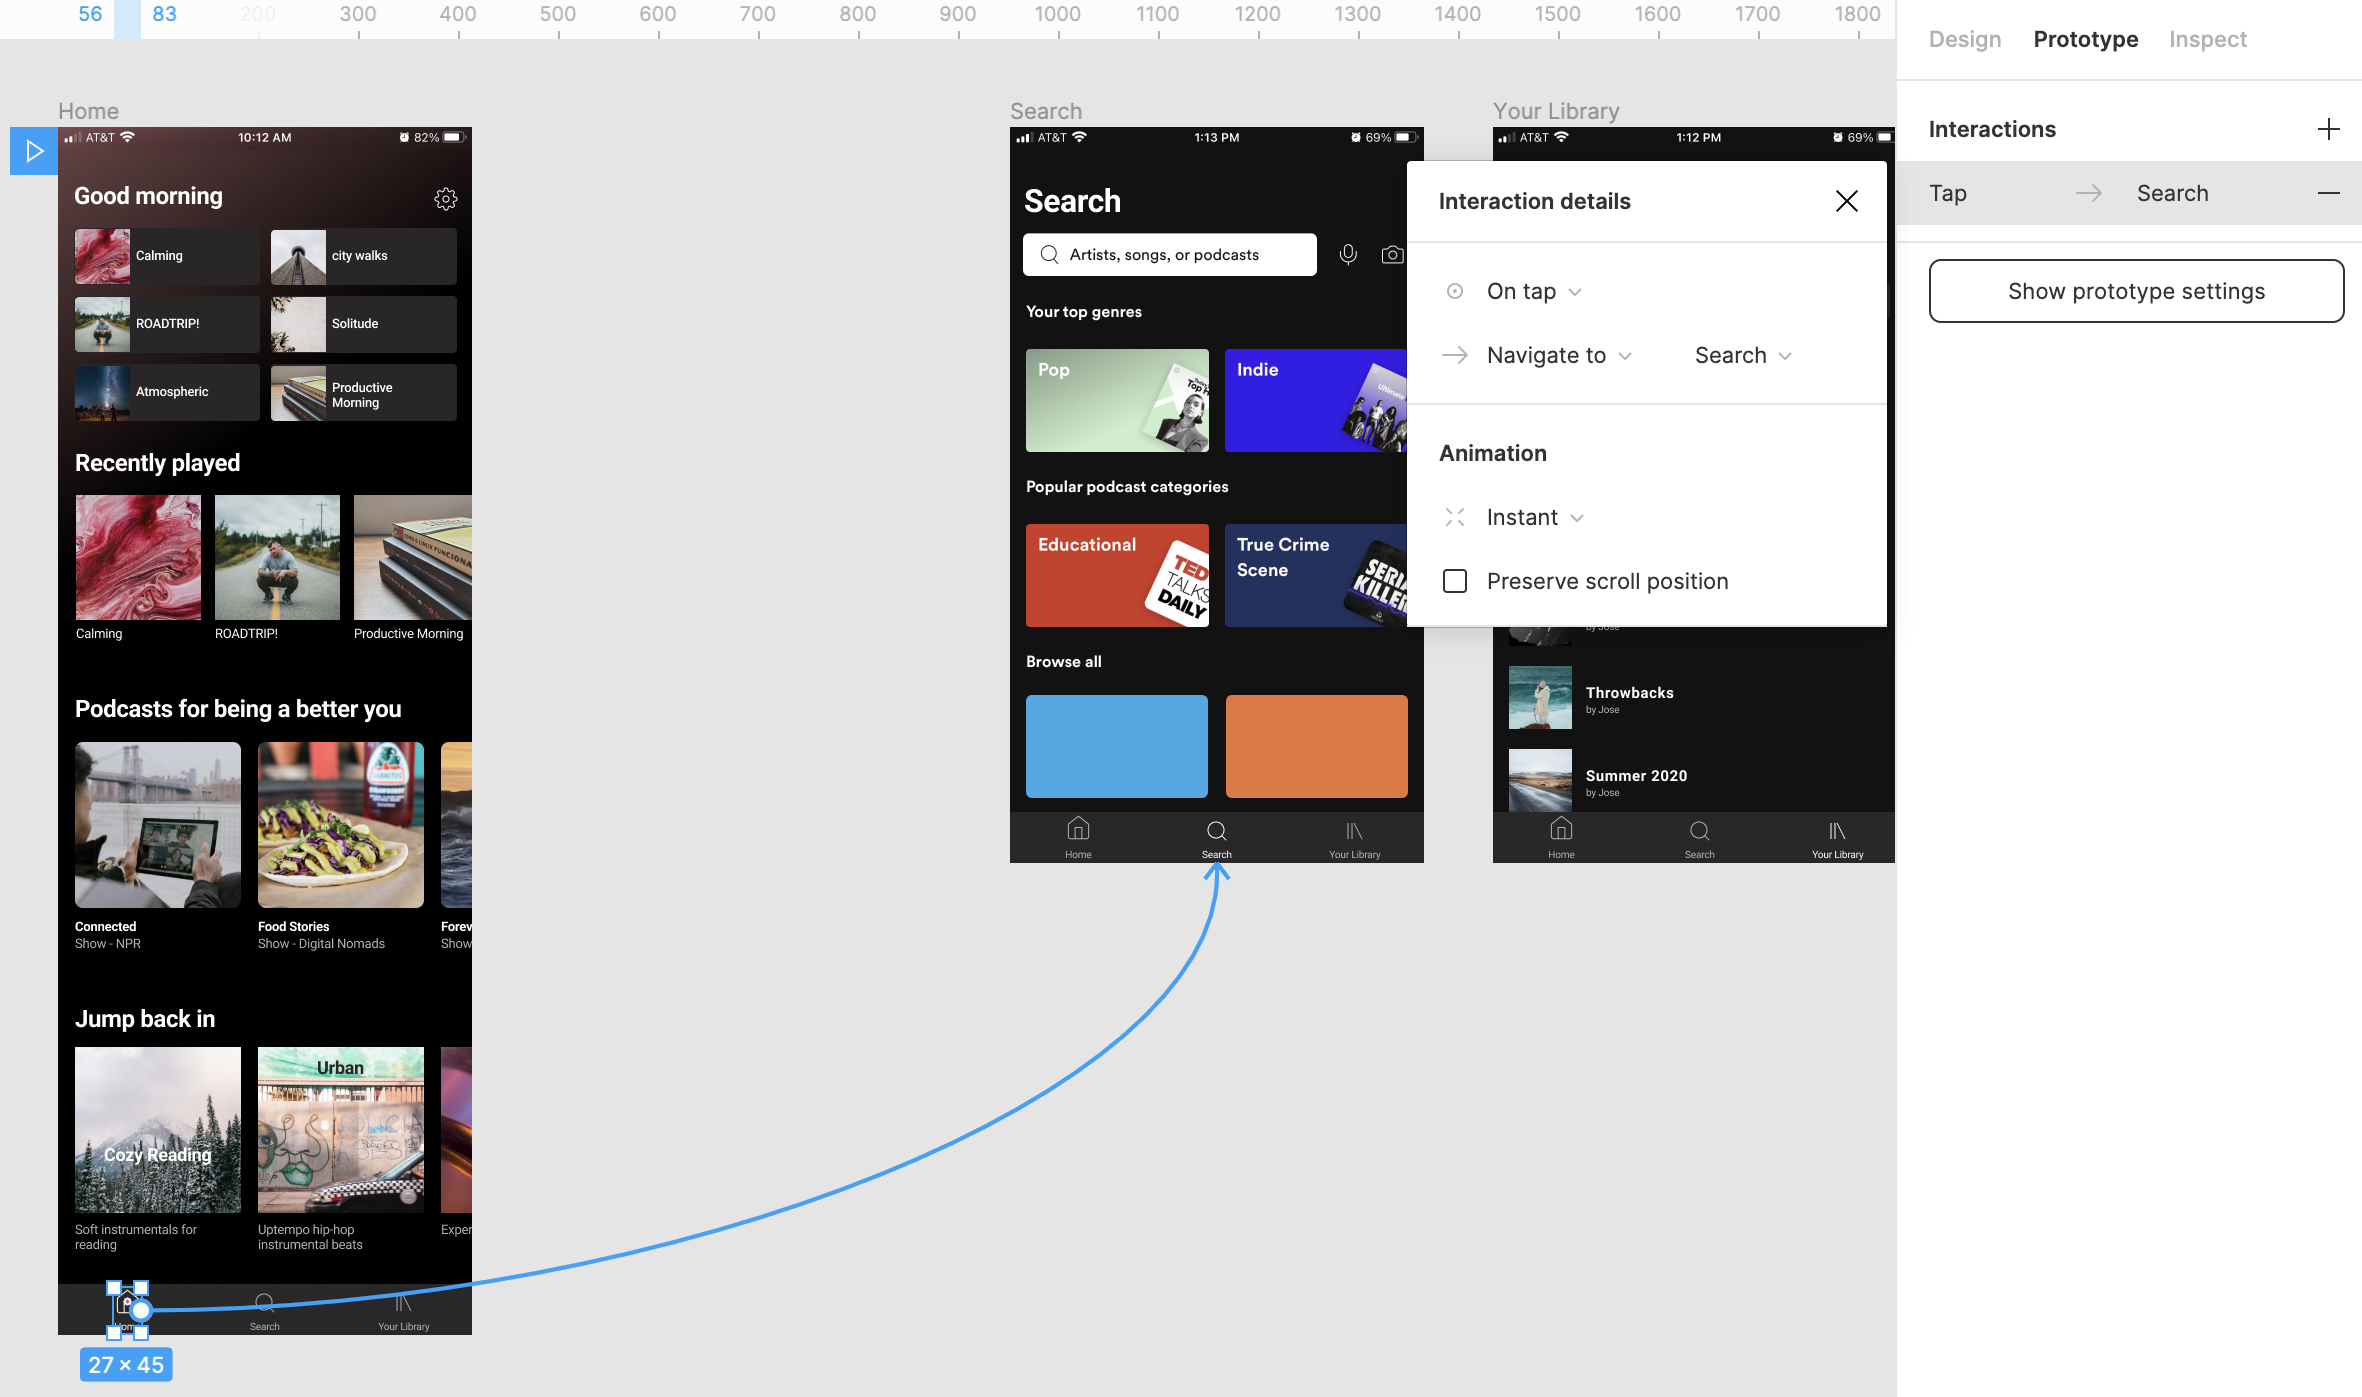 56 83 200 300 400 500 600 700 800 900 1000 1100 1200 1300 1400 1500 1600 1700 1800
Home
AT&T 10:12 AM 82%
Good morning
Calming
city walks
ROADTRIP!
Solitude
Atmospheric
Productive
Morning
Recently played
Calming
ROADTRIP!
Productive Morning
Podcasts for being a better you
Connected
Show - NPR
Food Stories
Show - Digital Nomads
Forev
Show
Jump back in
Cozy Reading
Urban
Soft instrumentals for
reading
Uptempo hip-hop
instrumental beats
Exper
Home
Search
Your Library
27 × 45
Search
AT&T 1:13 PM 69%
Search
Artists, songs, or podcasts
Your top genres
Pop
Top H
Indie
Ultimate
Popular podcast categories
Educational
TED
TALKS
DAILY
True Crime
Scene
SERIA
KILLER
Browse all
Home
Search
Your Library
Your Library
AT&T 1:12 PM 69%
by Jose
Throwbacks
by Jose
Summer 2020
by Jose
Home
Search
Your Library
Interaction details
On tap
Navigate to
Search
Animation
Instant
Preserve scroll position
Design
Prototype
Inspect
Interactions
Tap
Search
Show prototype settings